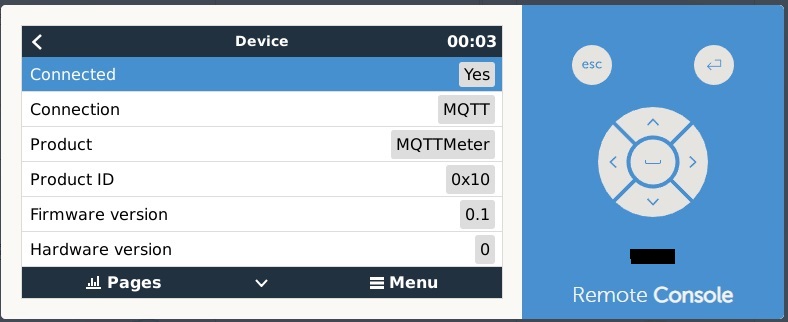 Device 00:03
Connected Yes
Connection MQTT
Product MQTTMeter
Product ID 0x10
Firmware version 0.1
Hardware version 0
Pages Menu
esc
Remote Console